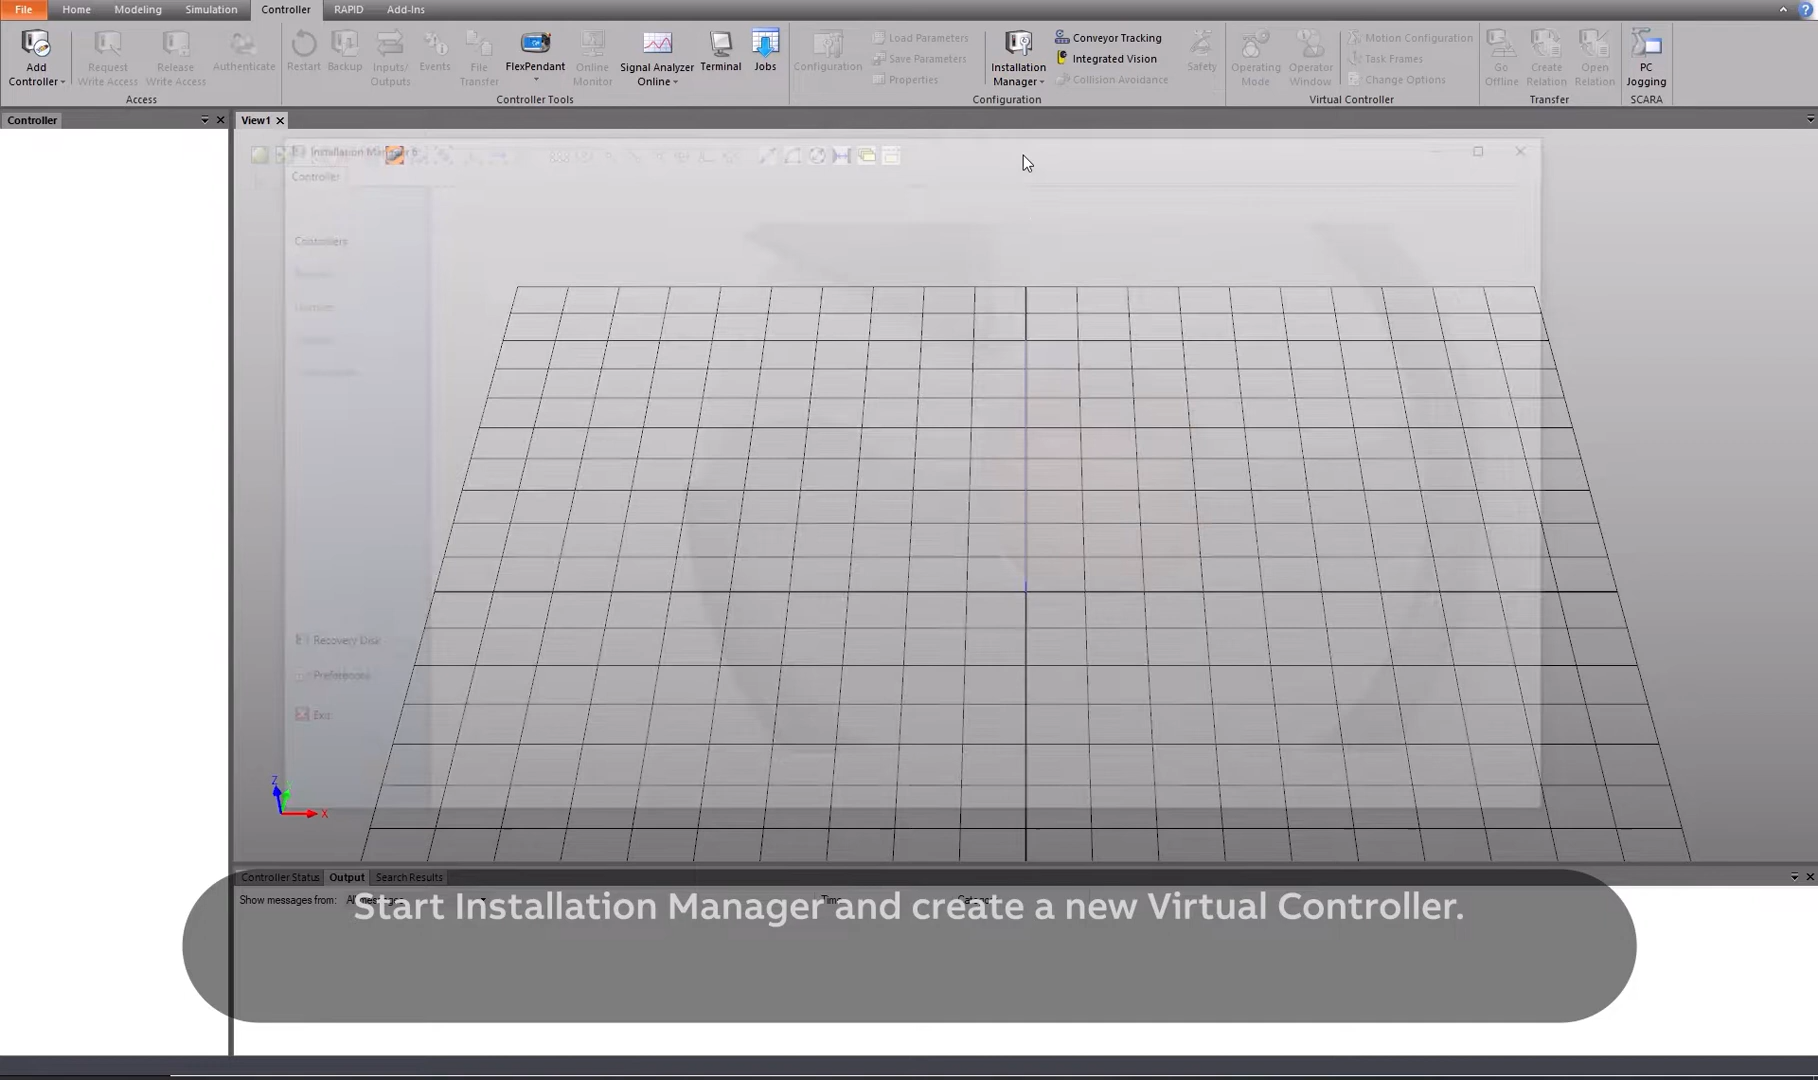 File Home Modeling Simulation Controller RAPID Add-Ins
Add Controller
Request Write Access
Release Write Access
Authenticate
Access
Restart
Backup
Inputs/ Outputs
Events
File Transfer
FlexPendant
Online Monitor
Signal Analyzer Online
Terminal
Jobs
Controller Tools
Configuration
Load Parameters
Save Parameters
Properties
Installation Manager
Conveyor Tracking
Integrated Vision
Collision Avoidance
Safety
Configuration
Operating Mode
Operator Window
Motion Configuration
Task Frames
Change Options
Virtual Controller
Go Offline
Create Relation
Open Relation
Transfer
PC Jogging
SCARA
Controller
View1
Controller
Controllers
Recovery Disk
Preferences
Exit
Z
X
Controller Status Output Search Results
Show messages from:
Start Installation Manager and create a new Virtual Controller.